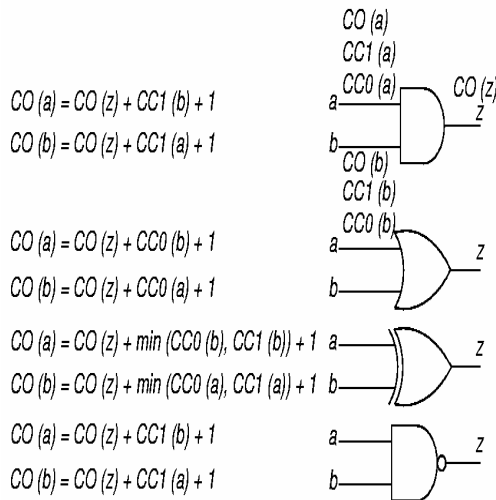 CO (a)
CC1 (a)
CC0 (a)
CO (z)
CO (a) = CO (z) + CC1 (b) + 1
a
z
CO (b) = CO (z) + CC1 (a) + 1
b
CO (b)
CC1 (b)
CC0 (b)
CO (a) = CO (z) + CC0 (b) + 1
a
z
CO (b) = CO (z) + CC0 (a) + 1
b
CO (a) = CO (z) + min (CC0 (b), CC1 (b)) + 1
a
z
CO (b) = CO (z) + min (CC0 (a), CC1 (a)) + 1
b
CO (a) = CO (z) + CC1 (b) + 1
a
z
CO (b) = CO (z) + CC1 (a) + 1
b